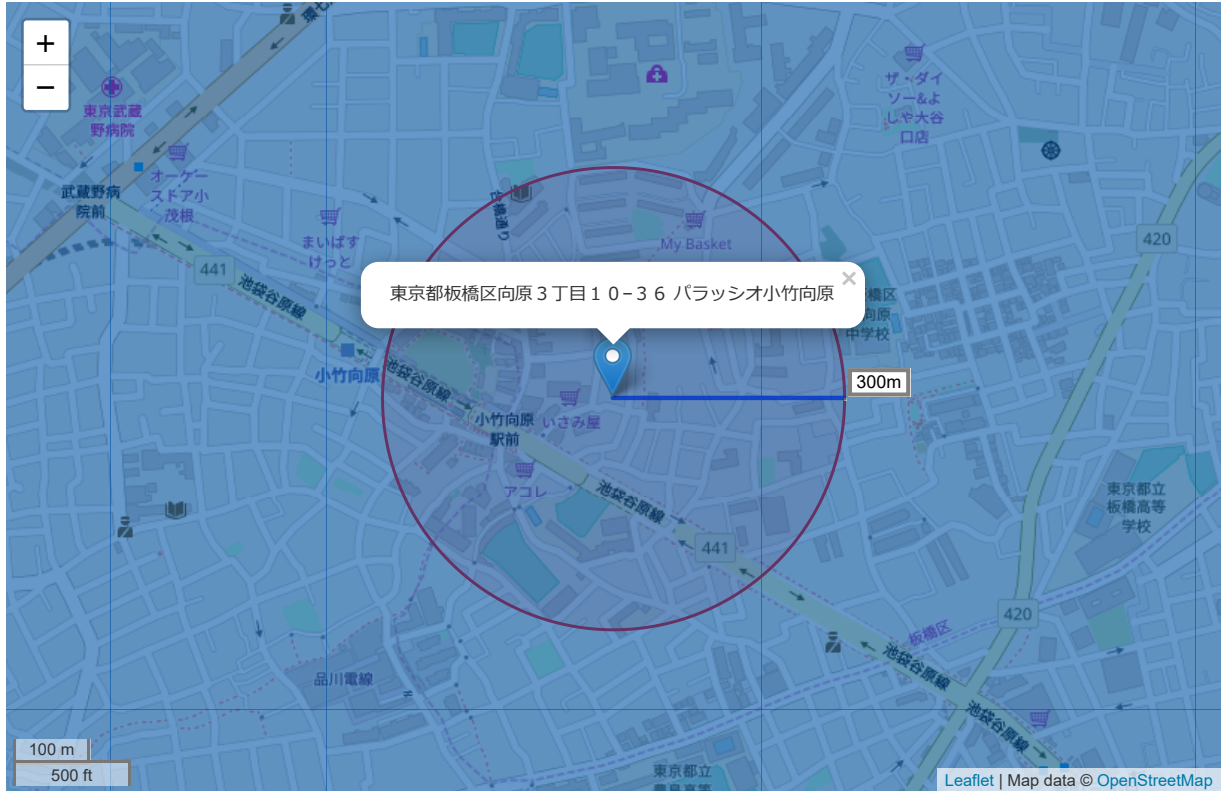 +
−
環七
東京武蔵
野病院
オーケー
ストア小
茂根
武蔵野病
院前
まいばす
けっと
441
池袋谷原線
小竹向原
池袋谷原線
ザ・ダイ
ソー&よ
しや大谷
口店
420
My Basket
東京都板橋区向原３丁目１０−３６ パラッシオ小竹向原
×
橋区
向原
中学校
300m
小竹向原
駅前
いさみ屋
アコレ
池袋谷原線
441
東京都立
板橋高等
学校
420
板橋区
池袋谷原線
池袋谷原線
品川電線
東京都立
100 m
500 ft
Leaflet | Map data © OpenStreetMap